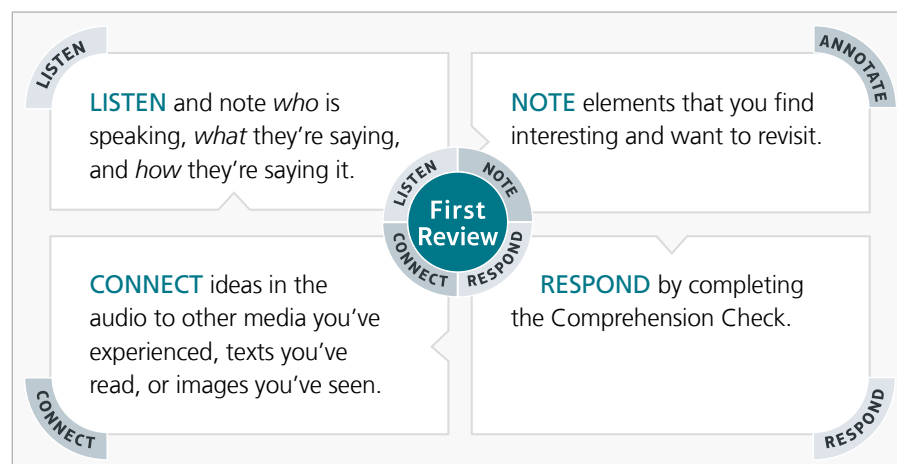 LISTEN
LISTEN and note who is
speaking, what they're saying,
and how they're saying it.
ANNOTATE
NOTE elements that you find
interesting and want to revisit.
LISTEN
NOTE
First
Review
CONNECT
RESPOND
CONNECT ideas in the
audio to other media you've
experienced, texts you've
read, or images you've seen.
CONNECT
RESPOND by completing
the Comprehension Check.
RESPOND